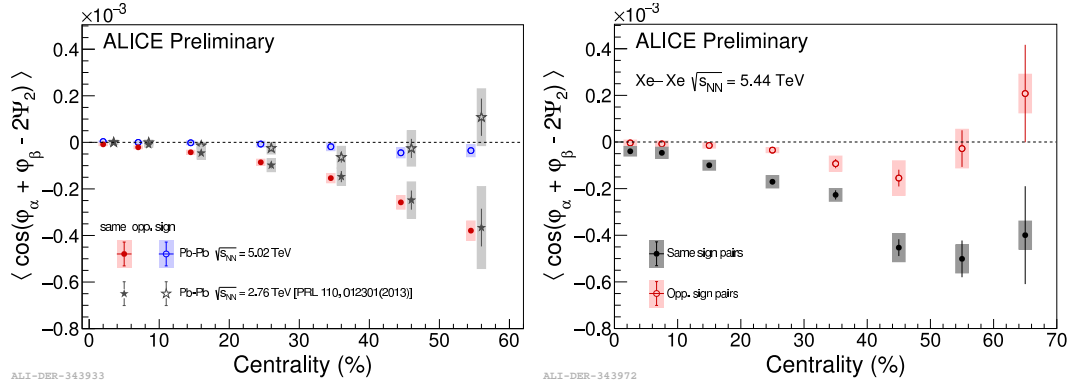 ×10⁻³
ALICE Preliminary
⟨ cos(φα + φβ - 2Ψ₂) ⟩
0.4
0.2
0
−0.2
−0.4
−0.6
−0.8
same opp. sign
Pb-Pb √sNN = 5.02 TeV
Pb-Pb √sNN = 2.76 TeV [PRL 110, 012301(2013)]
0 10 20 30 40 50 60
Centrality (%)
ALI-DER-343933
×10⁻³
ALICE Preliminary
Xe–Xe √sNN = 5.44 TeV
⟨ cos(φα + φβ - 2Ψ₂) ⟩
0.4
0.2
0
−0.2
−0.4
−0.6
−0.8
Same sign pairs
Opp. sign pairs
0 10 20 30 40 50 60 70
Centrality (%)
ALI-DER-343972